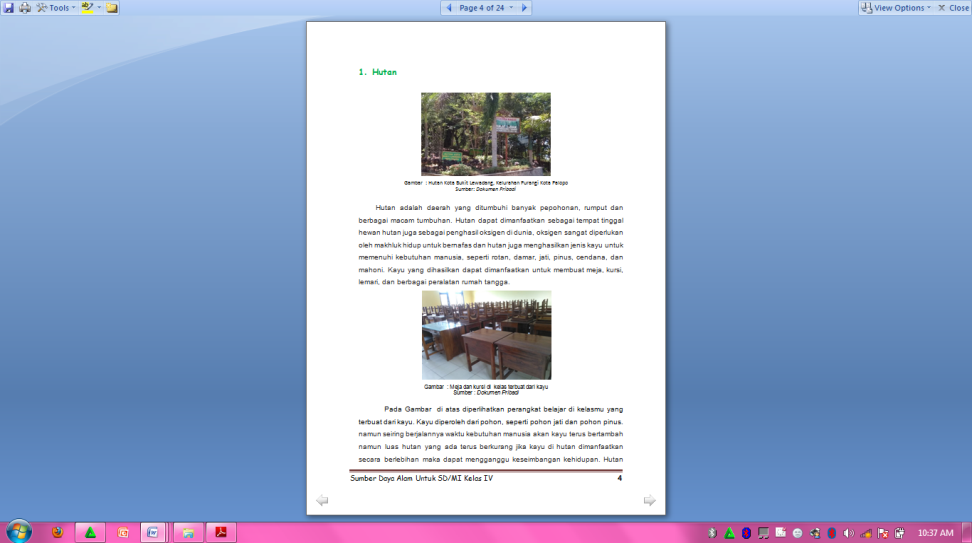 Tools
Page 4 of 24
View Options
Close
1. Hutan
Gambar : Hutan Kota Bukit Lewadang, Kelurahan Purangi Kota Palopo
Sumber: Dokumen Pribadi
Hutan adalah daerah yang ditumbuhi banyak pepohonan, rumput dan
berbagai macam tumbuhan. Hutan dapat dimanfaatkan sebagai tempat tinggal
hewan hutan juga sebagai penghasil oksigen di dunia, oksigen sangat diperlukan
oleh makhluk hidup untuk bernafas dan hutan juga menghasilkan jenis kayu untuk
memenuhi kebutuhan manusia, seperti rotan, damar, jati, pinus, cendana, dan
mahoni. Kayu yang dihasilkan dapat dimanfaatkan untuk membuat meja, kursi,
lemari, dan berbagai peralatan rumah tangga.
Gambar : Meja dan kursi di kelas terbuat dari kayu
Sumber : Dokumen Pribadi
Pada Gambar di atas diperlihatkan perangkat belajar di kelasmu yang
terbuat dari kayu. Kayu diperoleh dari pohon, seperti pohon jati dan pohon pinus.
namun seiring berjalannya waktu kebutuhan manusia akan kayu terus bertambah
namun luas hutan yang ada terus berkurang jika kayu di hutan dimanfaatkan
secara berlebihan maka dapat mengganggu keseimbangan kehidupan. Hutan
Sumber Daya Alam Untuk SD/MI Kelas IV 4
10:37 AM